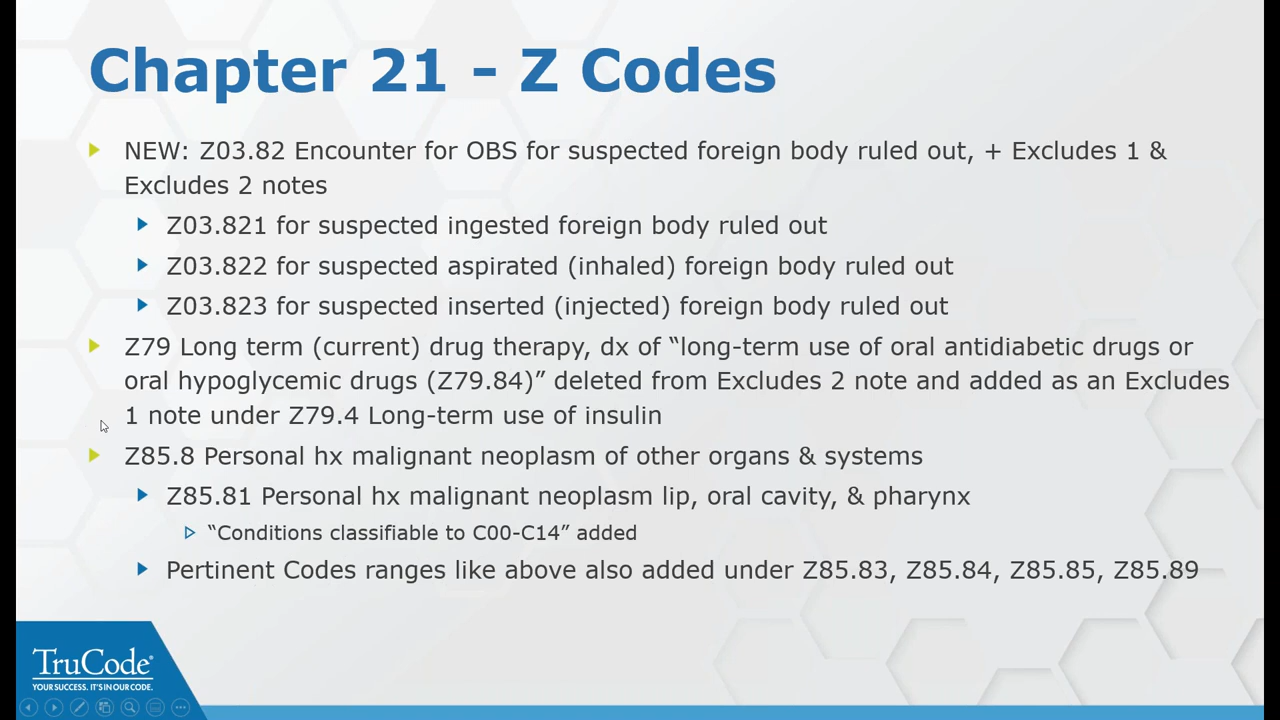 Chapter 21 - Z Codes
NEW: Z03.82 Encounter for OBS for suspected foreign body ruled out, + Excludes 1 &
Excludes 2 notes
Z03.821 for suspected ingested foreign body ruled out
Z03.822 for suspected aspirated (inhaled) foreign body ruled out
Z03.823 for suspected inserted (injected) foreign body ruled out
Z79 Long term (current) drug therapy, dx of “long-term use of oral antidiabetic drugs or
oral hypoglycemic drugs (Z79.84)” deleted from Excludes 2 note and added as an Excludes
1 note under Z79.4 Long-term use of insulin
Z85.8 Personal hx malignant neoplasm of other organs & systems
Z85.81 Personal hx malignant neoplasm lip, oral cavity, & pharynx
“Conditions classifiable to C00-C14” added
Pertinent Codes ranges like above also added under Z85.83, Z85.84, Z85.85, Z85.89
TruCode®
YOUR SUCCESS. IT'S IN OUR CODE.